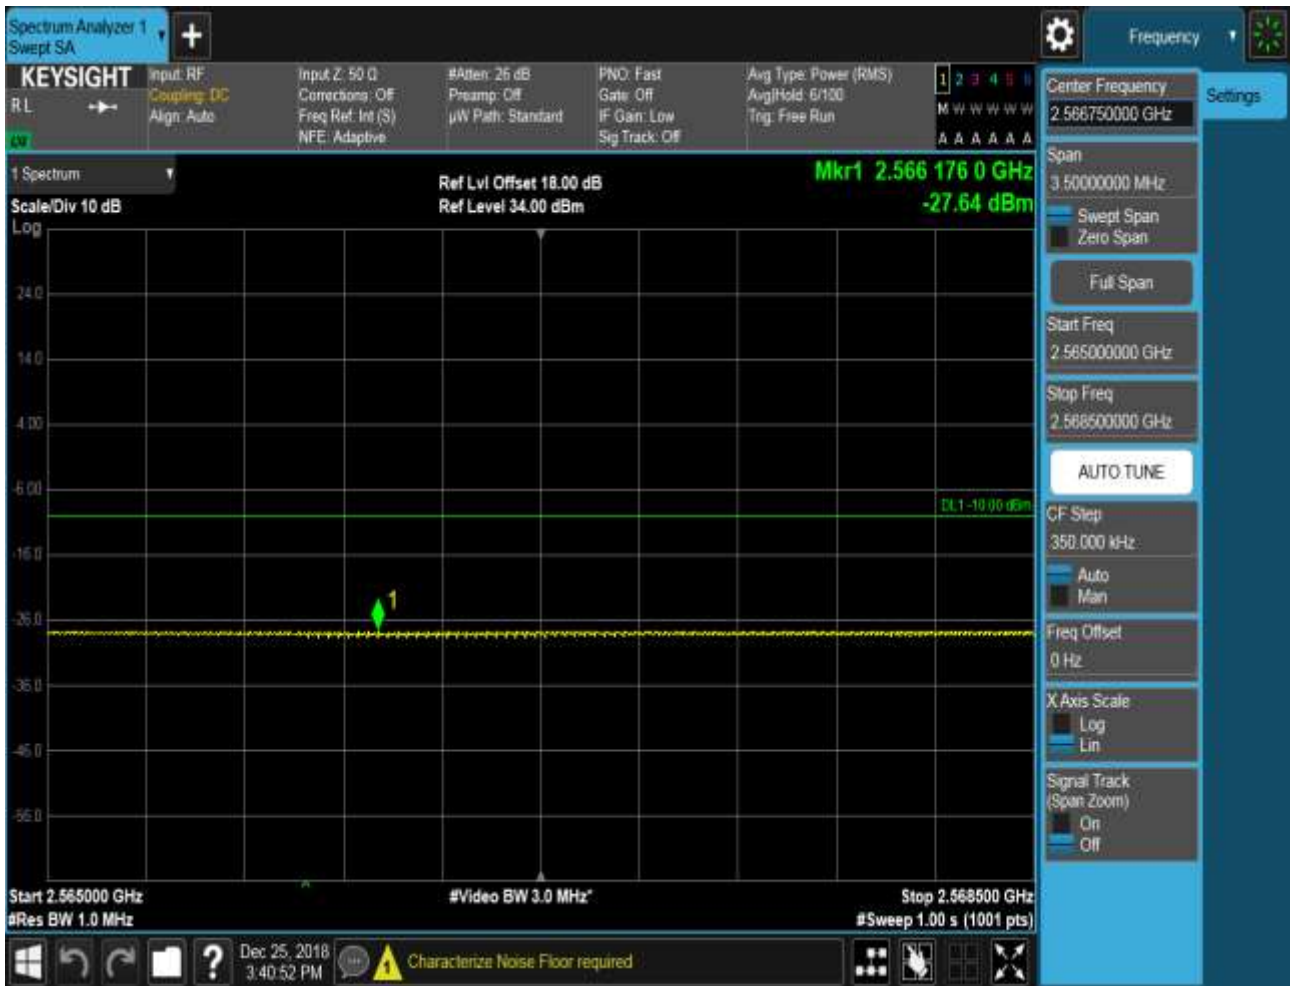 Spectrum Analyzer 1
Swept SA
Frequency
KEYSIGHT
RL
Input: RF
Coupling: DC
Align: Auto
Input Z: 50 Ω
Corrections: Off
Freq Ref: Int (S)
NFE: Adaptive
#Atten: 26 dB
Preamp: Off
µW Path: Standard
PNO: Fast
Gate: Off
IF Gain: Low
Sig Track: Off
Avg Type: Power (RMS)
Avg|Hold: 6/100
Trig: Free Run
1 2 3 4 5 6
M W W W W W
A A A A A A
Settings
Center Frequency
2.566750000 GHz
Span
3.50000000 MHz
Swept Span
Zero Span
Full Span
Start Freq
2.565000000 GHz
Stop Freq
2.568500000 GHz
AUTO TUNE
CF Step
350.000 kHz
Auto
Man
Freq Offset
0 Hz
X Axis Scale
Log
Lin
Signal Track
(Span Zoom)
On
Off
1 Spectrum
Scale/Div 10 dB
Log
Ref Lvl Offset 18.00 dB
Ref Level 34.00 dBm
Mkr1 2.566 176 0 GHz
-27.64 dBm
24.0
14.0
4.00
-6.00
DL1 -10.00 dBm
-16.0
1
-26.0
-36.0
-46.0
-56.0
Start 2.565000 GHz
#Video BW 3.0 MHz*
Stop 2.568500 GHz
#Res BW 1.0 MHz
#Sweep 1.00 s (1001 pts)
?
Dec 25, 2018
3:40:52 PM
1
Characterize Noise Floor required